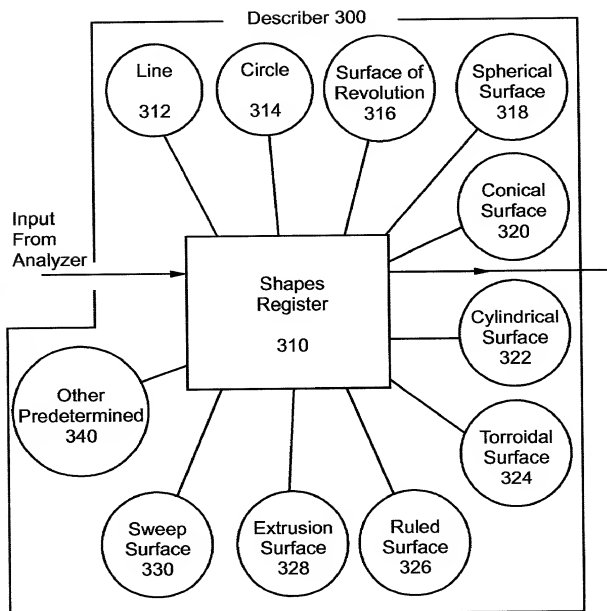 Describer 300
Line
312
Circle
314
Surface of
Revolution
316
Spherical
Surface
318
Conical
Surface
320
Input
From
Analyzer
Shapes
Register
310
Cylindrical
Surface
322
Other
Predetermined
340
Torroidal
Surface
324
Sweep
Surface
330
Extrusion
Surface
328
Ruled
Surface
326